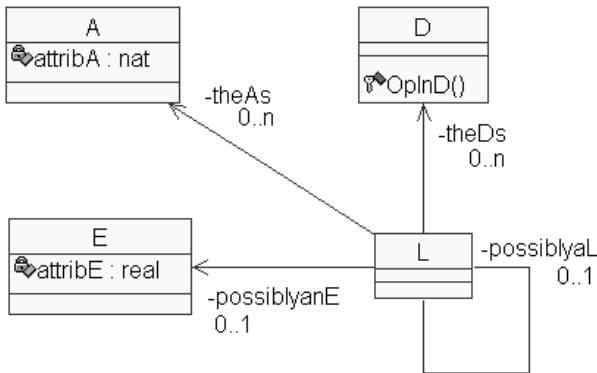 A
attribA : nat
D
OpInD()
-theAs
0..n
-theDs
0..n
E
attribE : real
L
-possiblyaL
0..1
-possiblyanE
0..1